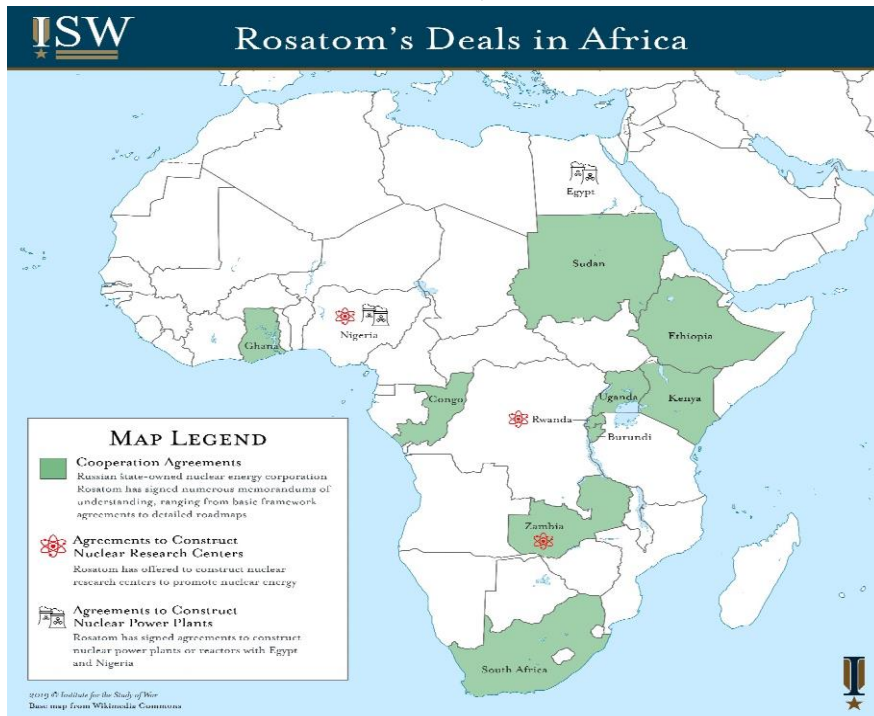 ISW
Rosatom's Deals in Africa
Egypt
Sudan
Nigeria
Ghana
Ethiopia
Congo
Uganda
Kenya
Rwanda
Burundi
Zambia
South Africa
MAP LEGEND
Cooperation Agreements
Russian state-owned nuclear energy corporation
Rosatom has signed numerous memorandums of
understanding, ranging from basic framework
agreements to detailed roadmaps
Agreements to Construct
Nuclear Research Centers
Rosatom has offered to construct nuclear
research centers to promote nuclear energy
Agreements to Construct
Nuclear Power Plants
Rosatom has signed agreements to construct
nuclear power plants or reactors with Egypt
and Nigeria
2019 © Institute for the Study of War
Base map from Wikimedia Commons